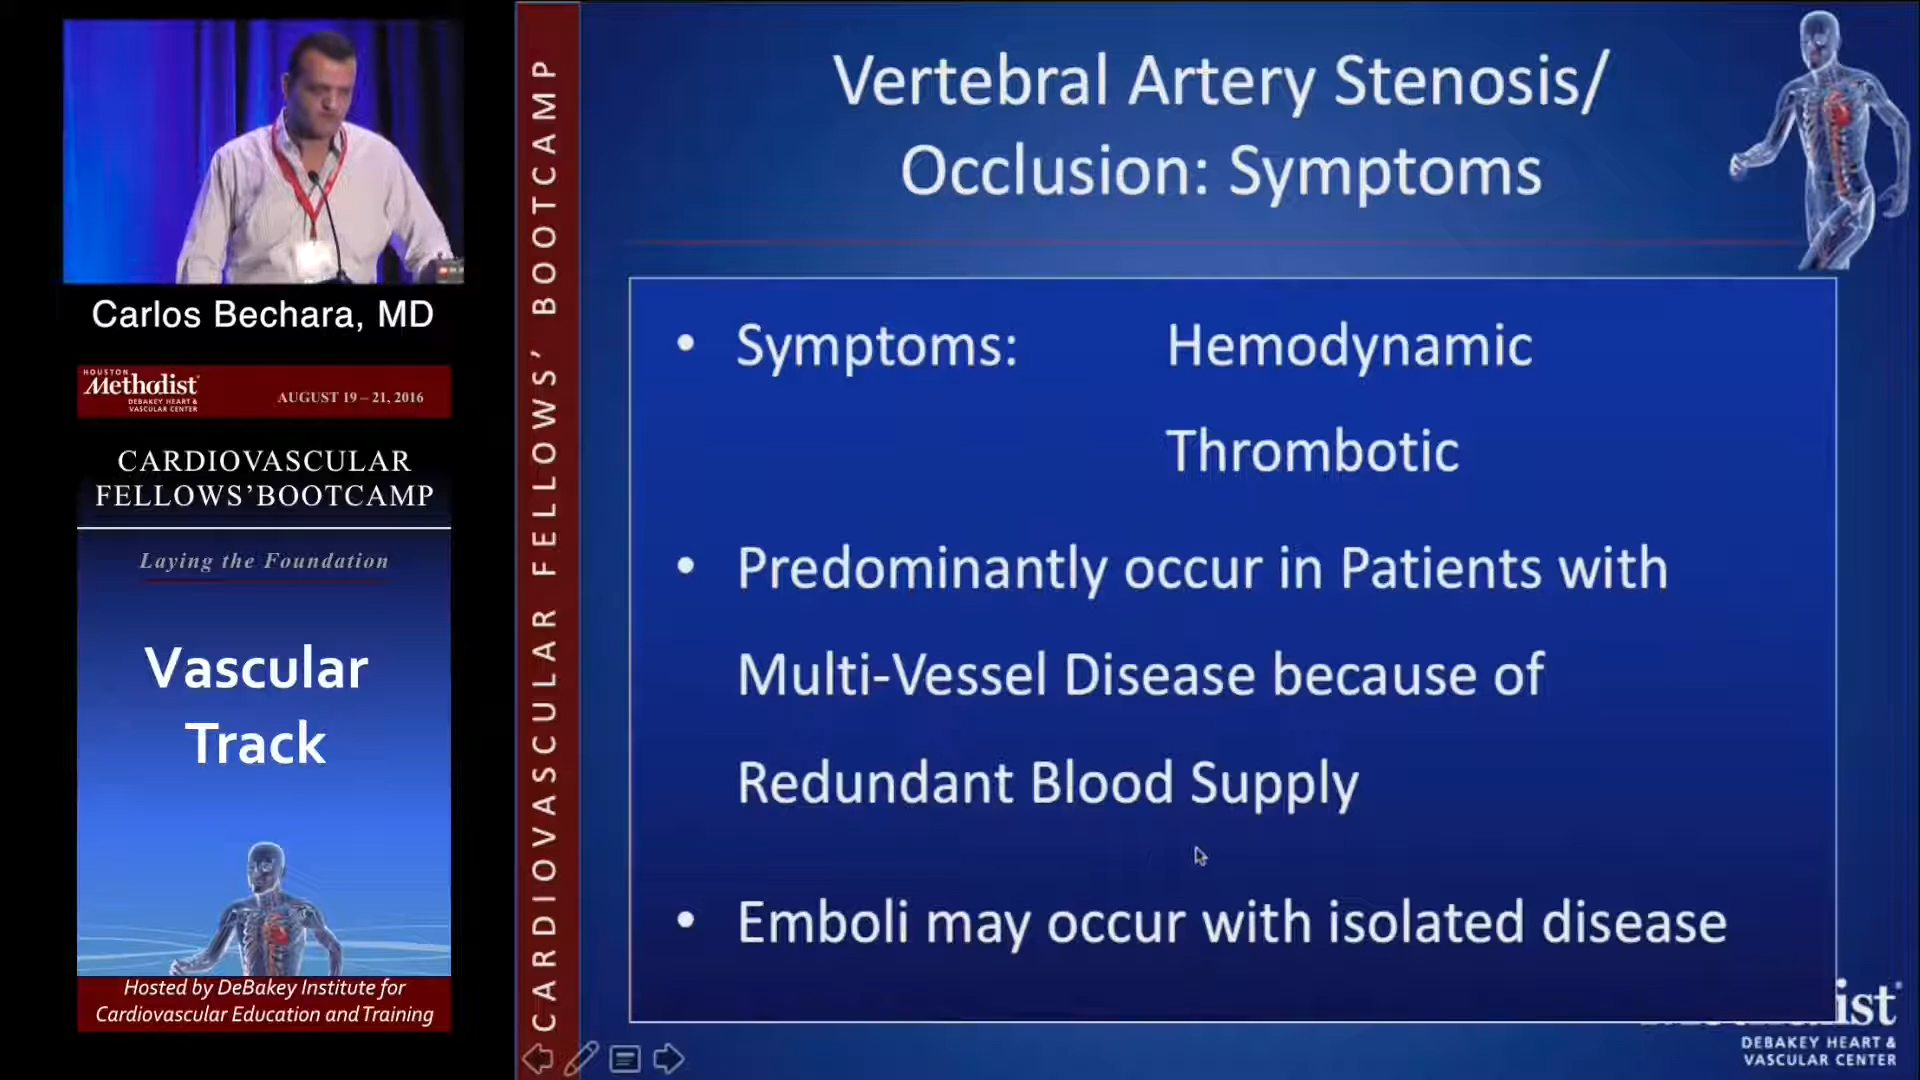 Carlos Bechara, MD
HOUSTON
Methodist
DEBAKEY HEART &
VASCULAR CENTER
AUGUST 19 – 21, 2016
CARDIOVASCULAR
FELLOWS'BOOTCAMP
Laying the Foundation
Vascular
Track
Hosted by DeBakey Institute for
Cardiovascular Education and Training
CARDIOVASCULAR FELLOWS' BOOTCAMP
Vertebral Artery Stenosis/
Occlusion: Symptoms
• Symptoms: Hemodynamic
Thrombotic
• Predominantly occur in Patients with
Multi-Vessel Disease because of
Redundant Blood Supply
• Emboli may occur with isolated disease
DEBAKEY HEART &
VASCULAR CENTER